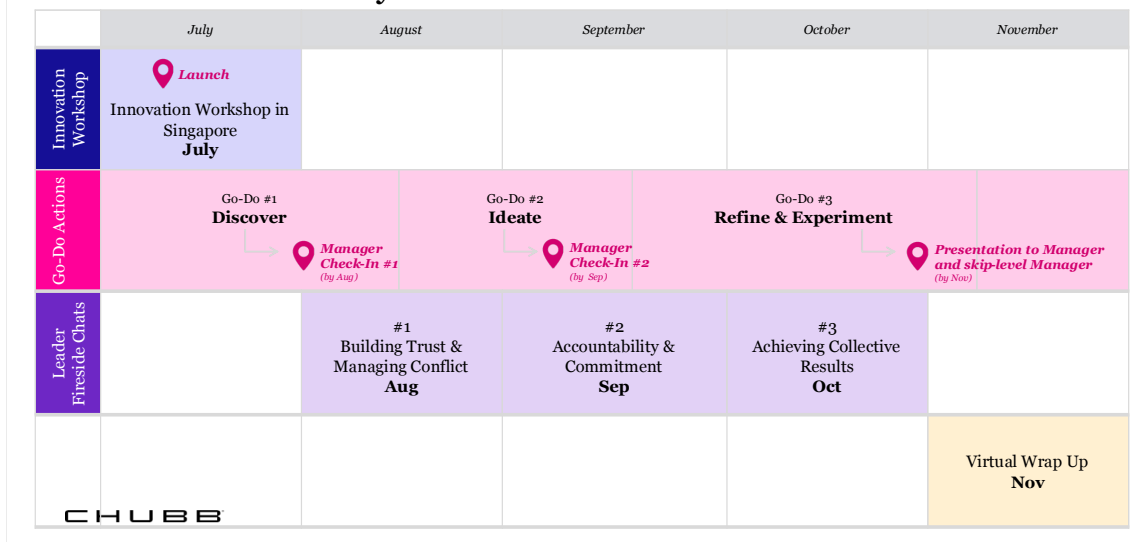 July August September October November
Innovation
Workshop
Launch
Innovation Workshop in
Singapore
July
Go-Do Actions
Go-Do #1
Discover
Manager
Check-In #1
(by Aug)
Go-Do #2
Ideate
Manager
Check-In #2
(by Sep)
Go-Do #3
Refine & Experiment
Presentation to Manager
and skip-level Manager
(by Nov)
Leader
Fireside Chats
#1
Building Trust &
Managing Conflict
Aug
#2
Accountability &
Commitment
Sep
#3
Achieving Collective
Results
Oct
Virtual Wrap Up
Nov
CHUBB